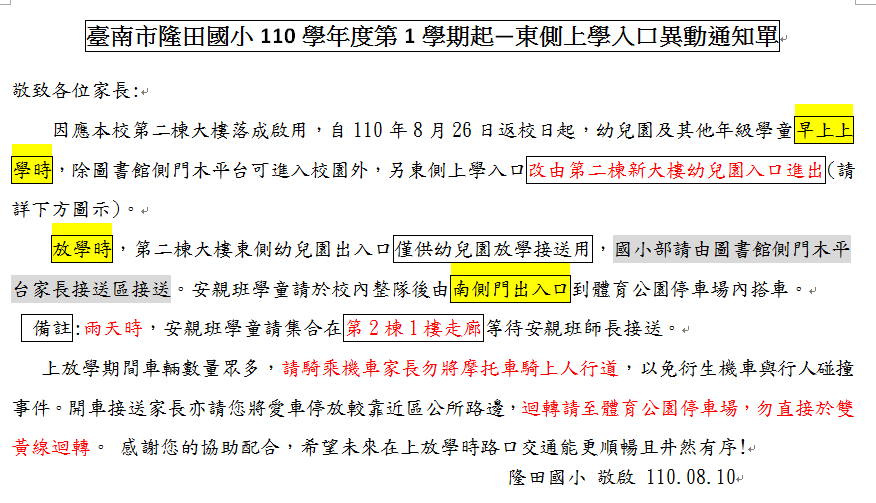 臺南市隆田國小 110 學年度第 1 學期起—東側上學入口異動通知單
敬致各位家長:
因應本校第二棟大樓落成啟用，自 110 年 8 月 26 日返校日起，幼兒園及其他年級學童早上上
學時，除圖書館側門木平台可進入校園外，另東側上學入口改由第二棟新大樓幼兒園入口進出(請
詳下方圖示)。
放學時，第二棟大樓東側幼兒園出入口僅供幼兒園放學接送用，國小部請由圖書館側門木平
台家長接送區接送。安親班學童請於校內整隊後由南側門出入口到體育公園停車場內搭車。
備註:雨天時，安親班學童請集合在第 2 棟 1 樓走廊等待安親班師長接送。
上放學期間車輛數量眾多，請騎乘機車家長勿將摩托車騎上人行道，以免衍生機車與行人碰撞
事件。開車接送家長亦請您將愛車停放較靠近區公所路邊，迴轉請至體育公園停車場，勿直接於雙
黃線迴轉。 感謝您的協助配合，希望未來在上放學時路口交通能更順暢且井然有序!
隆田國小 敬啟 110.08.10